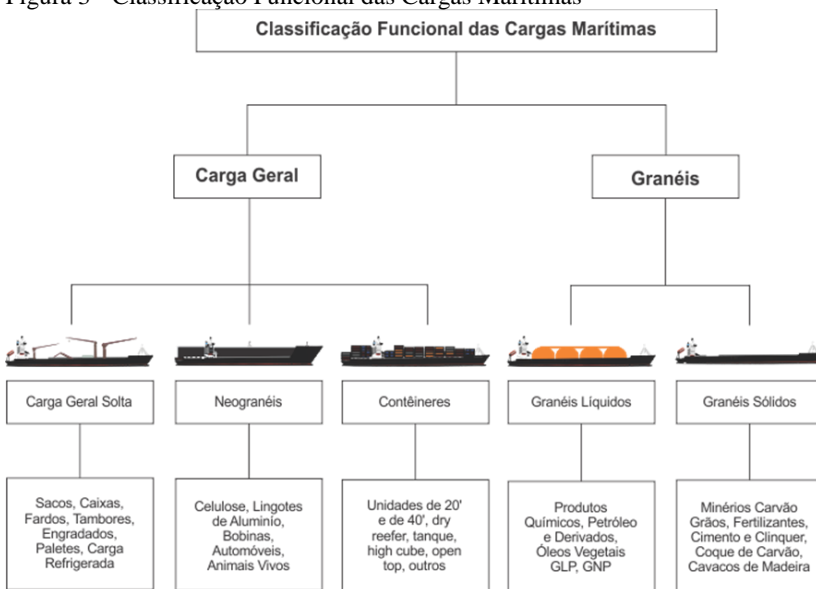 Figura 3 - Classificação Funcional das Cargas Marítimas
Classificação Funcional das Cargas Marítimas
Carga Geral
Granéis
Carga Geral Solta
Neogranéis
Contêineres
Granéis Líquidos
Granéis Sólidos
Sacos, Caixas,
Fardos, Tambores,
Engradados,
Paletes, Carga
Refrigerada
Celulose, Lingotes
de Aluminío,
Bobinas,
Automóveis,
Animais Vivos
Unidades de 20'
e de 40', dry
reefer, tanque,
high cube, open
top, outros
Produtos
Químicos, Petróleo
e Derivados,
Óleos Vegetais
GLP, GNP
Minérios Carvão
Grãos, Fertilizantes,
Cimento e Clinquer,
Coque de Carvão,
Cavacos de Madeira